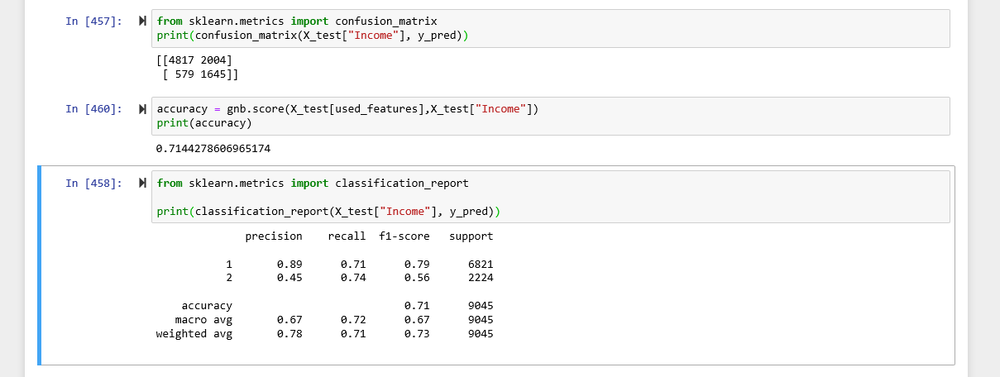 In [457]: from sklearn.metrics import confusion_matrix
print(confusion_matrix(X_test["Income"], y_pred))
[[4817 2004]
[ 579 1645]]
In [460]: accuracy = gnb.score(X_test[used_features],X_test["Income"])
print(accuracy)
0.7144278606965174
In [458]: from sklearn.metrics import classification_report
print(classification_report(X_test["Income"], y_pred))
precision recall f1-score support
1 0.89 0.71 0.79 6821
2 0.45 0.74 0.56 2224
accuracy 0.71 9045
macro avg 0.67 0.72 0.67 9045
weighted avg 0.78 0.71 0.73 9045